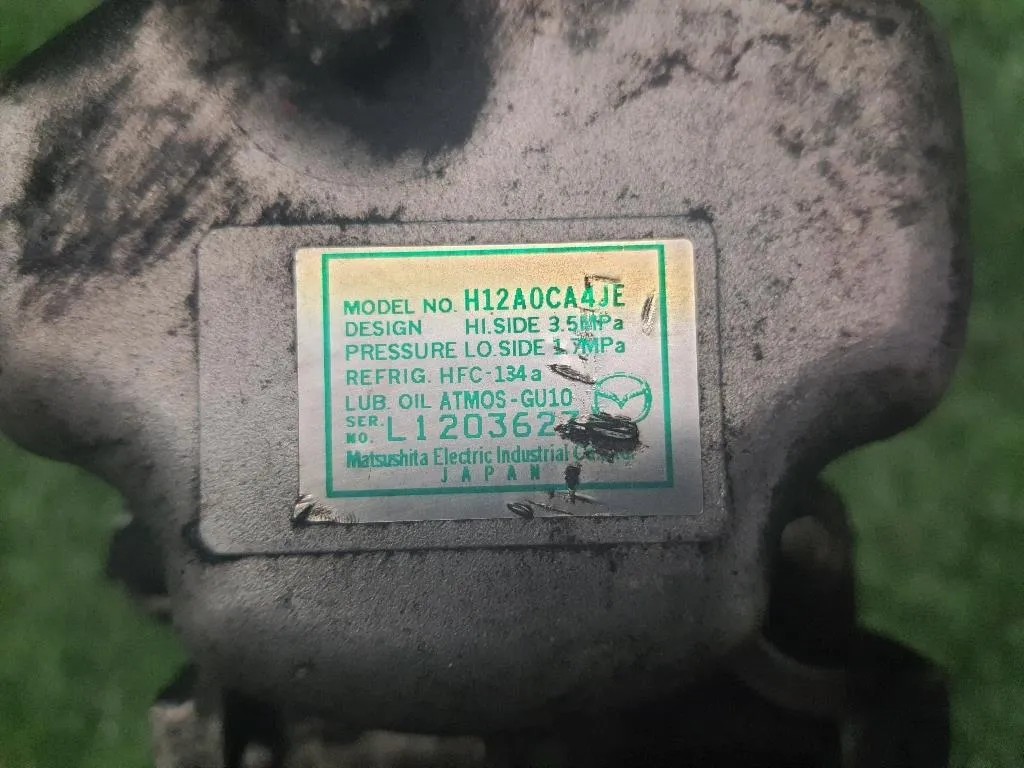 MODEL NO. H12A0CA4JE
DESIGN HI.SIDE 3.5MPa
PRESSURE LO.SIDE 1.7MPa
REFRIG. HFC-134a
LUB. OIL ATMOS-GU10
SER. NO. L1203627
Matsushita Electric Industrial
JAPAN